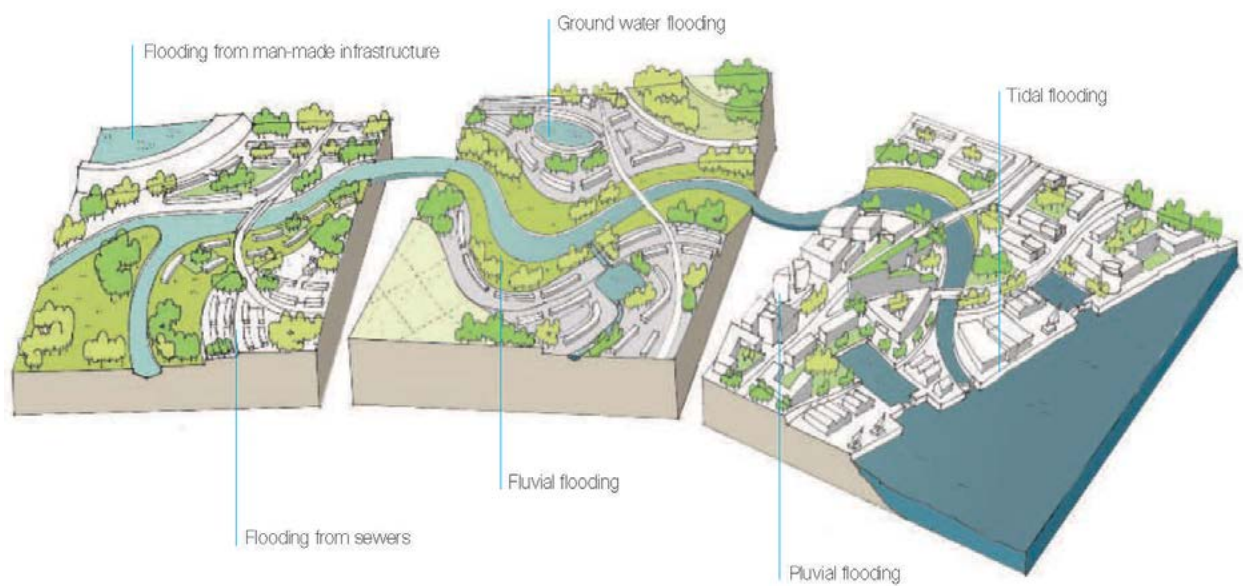 Ground water flooding
Flooding from man-made infrastructure
Tidal flooding
Fluvial flooding
Flooding from sewers
Pluvial flooding